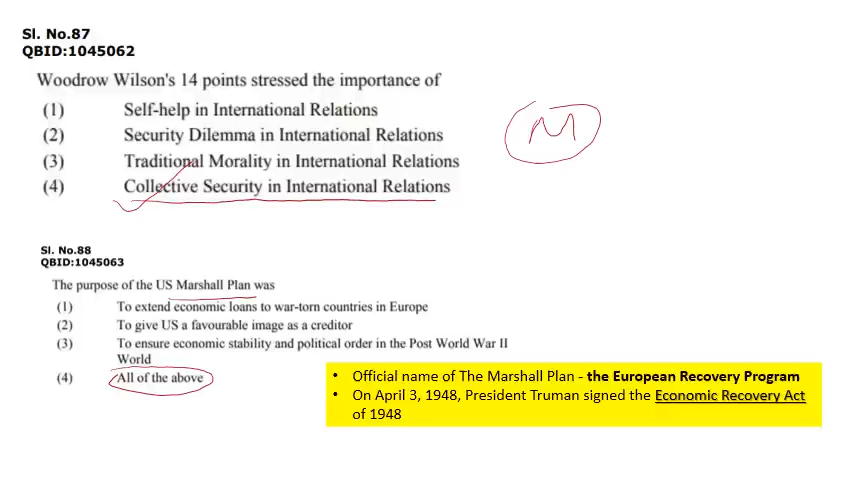 Sl. No.87
QBID:1045062
Woodrow Wilson's 14 points stressed the importance of
(1) Self-help in International Relations
(2) Security Dilemma in International Relations
(3) Traditional Morality in International Relations
(4) Collective Security in International Relations
M
Sl. No.88
QBID:1045063
The purpose of the US Marshall Plan was
(1) To extend economic loans to war-torn countries in Europe
(2) To give US a favourable image as a creditor
(3) To ensure economic stability and political order in the Post World War II
World
(4) All of the above
• Official name of The Marshall Plan - the European Recovery Program
• On April 3, 1948, President Truman signed the Economic Recovery Act
of 1948